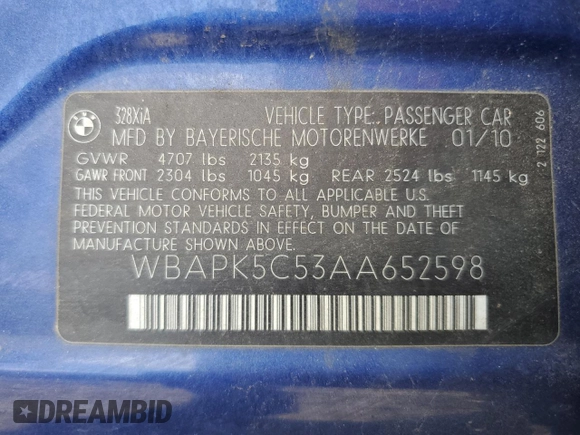 BMW
328XiA VEHICLE TYPE: PASSENGER CAR
MFD BY BAYERISCHE MOTORENWERKE 01/10
GVWR 4707 lbs 2135 kg
GAWR FRONT 2304 lbs 1045 kg REAR 2524 lbs 1145 kg
THIS VEHICLE CONFORMS TO ALL APPLICABLE U.S.
FEDERAL MOTOR VEHICLE SAFETY, BUMPER AND THEFT
PREVENTION STANDARDS IN EFFECT ON THE DATE OF
MANUFACTURE SHOWN ABOVE.
WBAPK5C53AA652598
2 122 606
DREAMBID